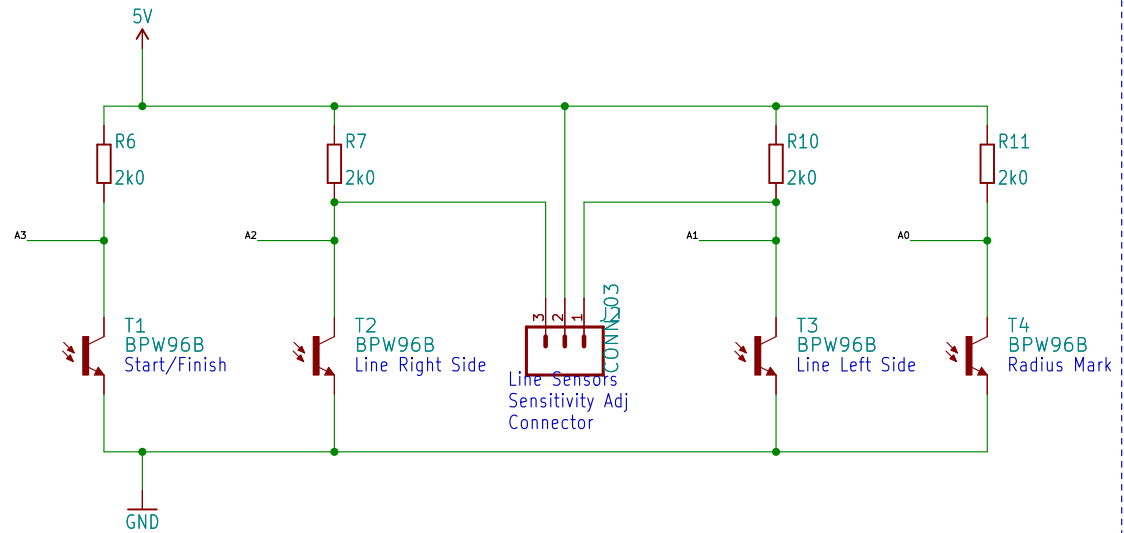 5V
R6
2k0
R7
2k0
R10
2k0
R11
2k0
A3
A2
A1
A0
T1
BPW96B
Start/Finish
T2
BPW96B
Line Right Side
3
2
1
J2
CONN_03
Line Sensors
Sensitivity Adj
Connector
T3
BPW96B
Line Left Side
T4
BPW96B
Radius Mark
GND